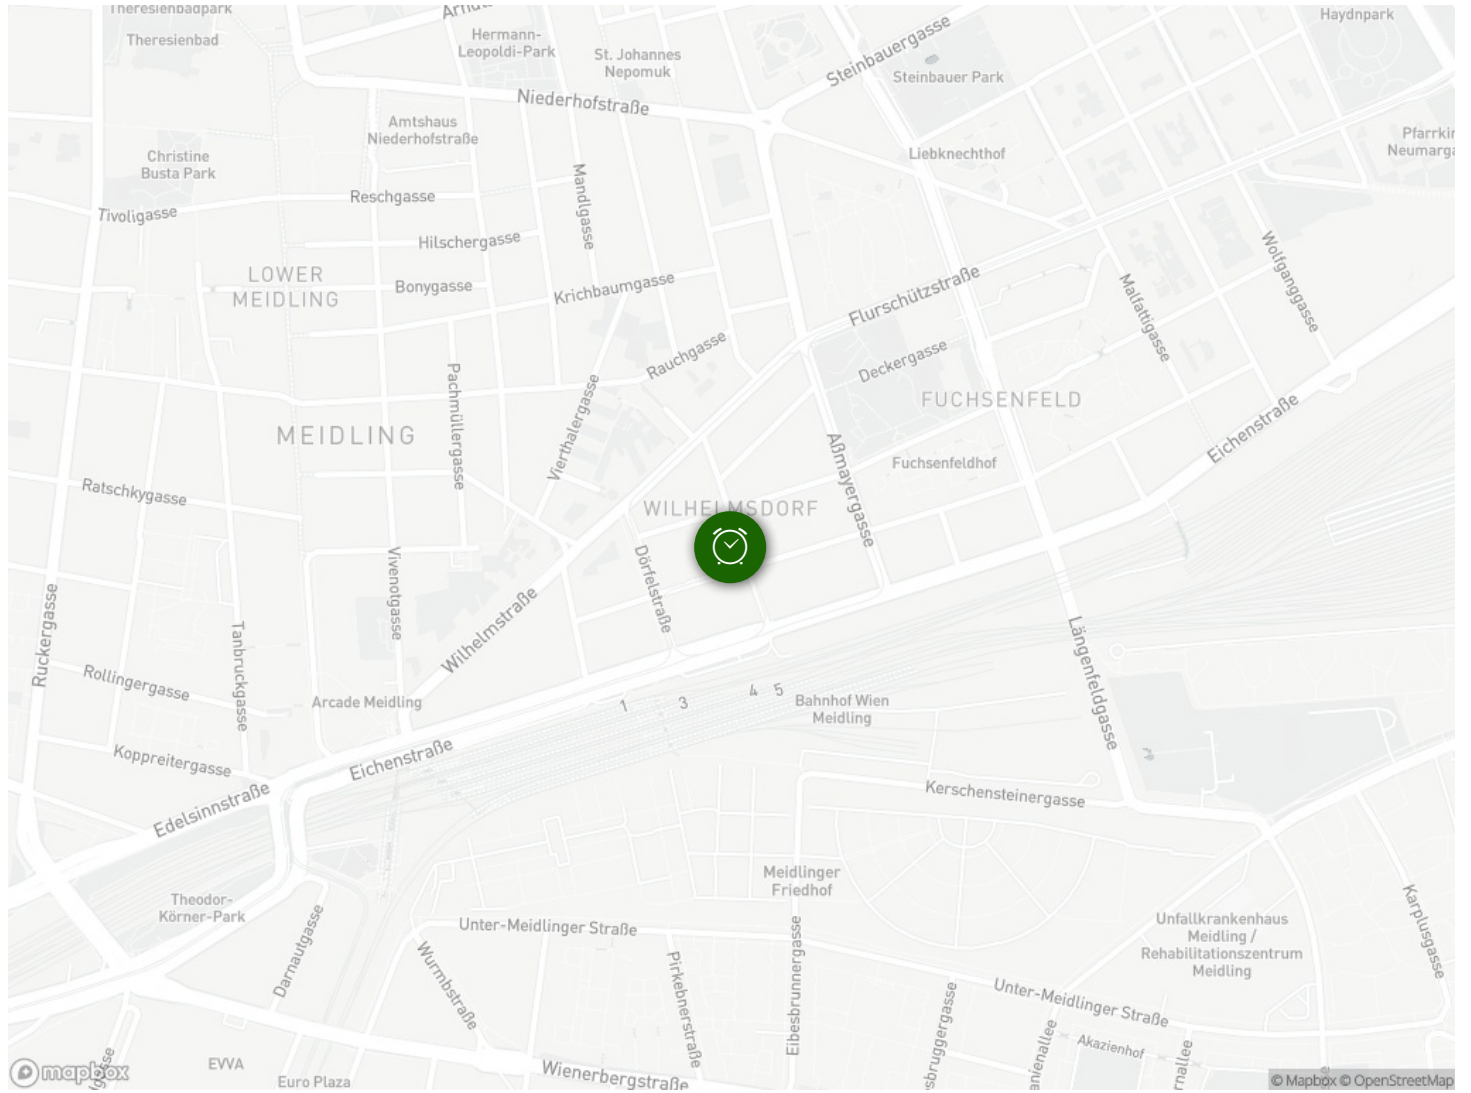 Theresienbadpark
Theresienbad
Hermann-
Leopoldi-Park
St. Johannes
Nepomuk
Steinbauergasse
Steinbauer Park
Haydnpark
Niederhofstraße
Amtshaus
Niederhofstraße
Christine
Busta Park
Liebknechthof
Tivoligasse
Reschgasse
Mandlgasse
Hilschergasse
LOWER
MEIDLING
Bonygasse
Krichbaumgasse
Flurschützstraße
Malfattigasse
Wolfganggasse
Rauchgasse
Deckergasse
FUCHSENFELD
Pachmüllergasse
Vierthalergasse
MEIDLING
Aßmayergasse
Fuchsenfeldhof
Eichenstraße
Ratschkygasse
WILHELMSDORF
Vivenotgasse
Dörfelstraße
Ruckergasse
Wilhelmstraße
Tanbruckgasse
Längenfeldgasse
Rollingergasse
Arcade Meidling
1
3
4
5
Bahnhof Wien
Meidling
Koppreitergasse
Eichenstraße
Edelsinnstraße
Kerschensteinergasse
Meidlinger
Friedhof
Theodor-
Körner-Park
Unter-Meidlinger Straße
Darnautgasse
Wurmbstraße
Pirkebnerstraße
Eibesbrunnergasse
Unfallkrankenhaus
Meidling /
Rehabilitationszentrum
Meidling
Karplusgasse
Unter-Meidlinger Straße
Akazienhof
EVVA
Euro Plaza
Wienerbergstraße
mapbox
© Mapbox © OpenStreetMap